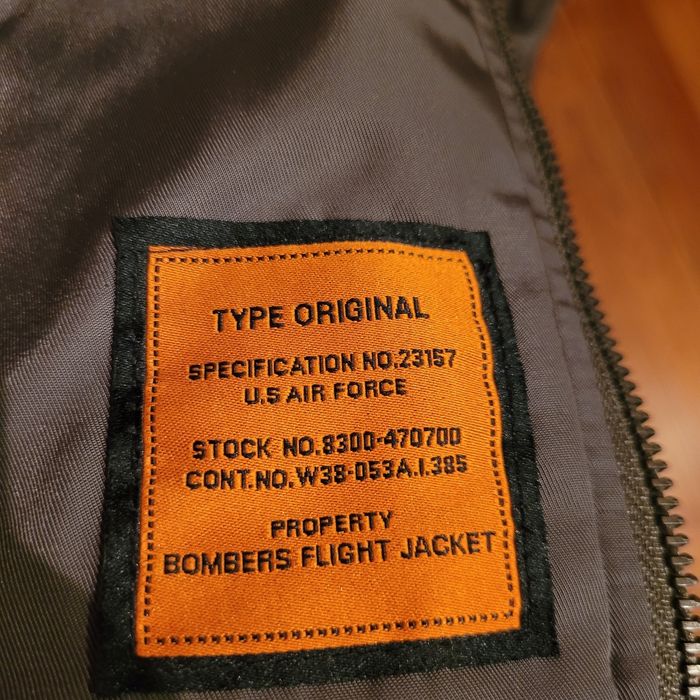 TYPE ORIGINAL
SPECIFICATION NO.23157
U.S AIR FORCE
STOCK NO.8300-470700
CONT.NO.W38-053A.I.385
PROPERTY
BOMBERS FLIGHT JACKET